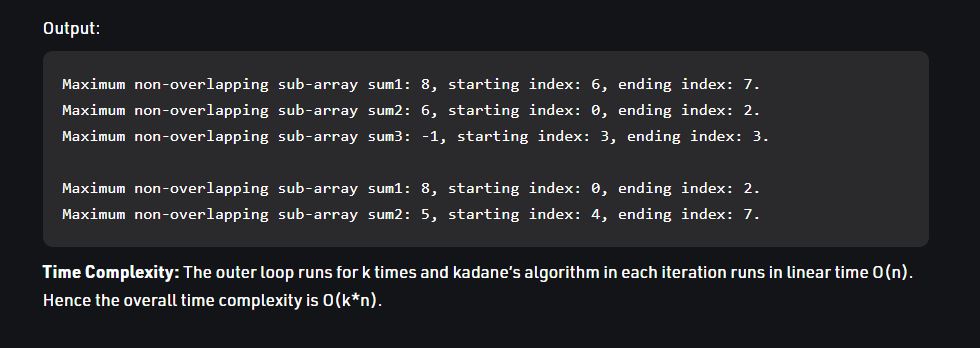 Output:
Maximum non-overlapping sub-array sum1: 8, starting index: 6, ending index: 7.
Maximum non-overlapping sub-array sum2: 6, starting index: 0, ending index: 2.
Maximum non-overlapping sub-array sum3: -1, starting index: 3, ending index: 3.
Maximum non-overlapping sub-array sum1: 8, starting index: 0, ending index: 2.
Maximum non-overlapping sub-array sum2: 5, starting index: 4, ending index: 7.
Time Complexity: The outer loop runs for k times and kadane's algorithm in each iteration runs in linear time O(n).
Hence the overall time complexity is O(k*n).